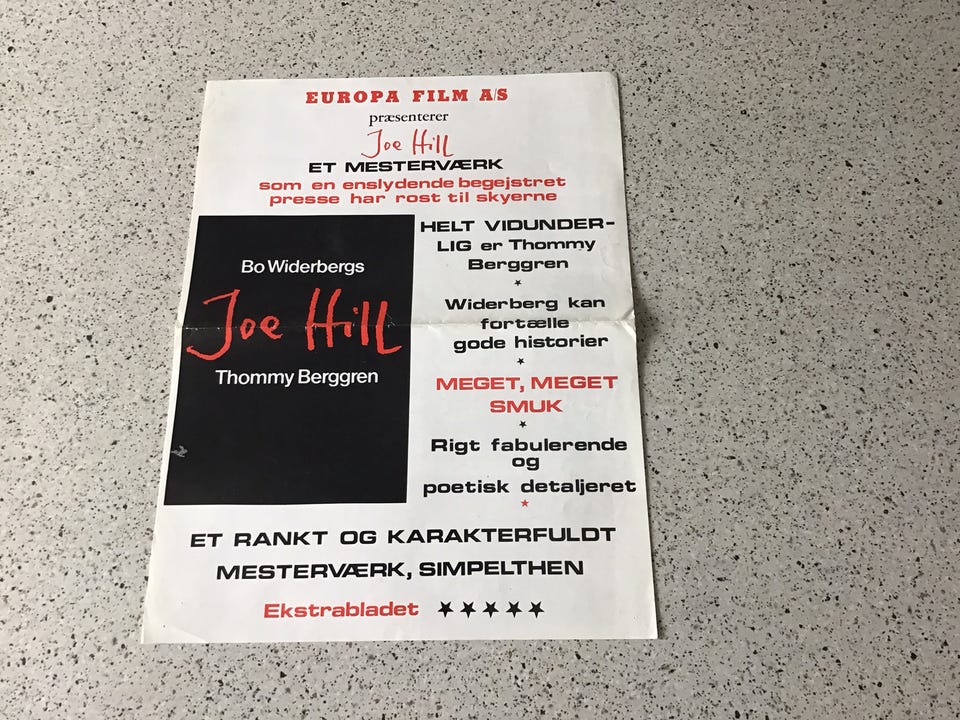 EUROPA FILM A/S
præsenterer
Joe Hill
ET MESTERVÆRK
som en enslydende begejstret
presse har rost til skyerne
Bo Widerbergs
Joe Hill
Thommy Berggren
HELT VIDUNDER-
LIG er Thommy
Berggren
Widerberg kan
fortælle
gode historier
MEGET, MEGET
SMUK
Rigt fabulerende
og
poetisk detaljeret
ET RANKT OG KARAKTERFULDT
MESTERVÆRK, SIMPELTHEN
Ekstrabladet ★★★★★